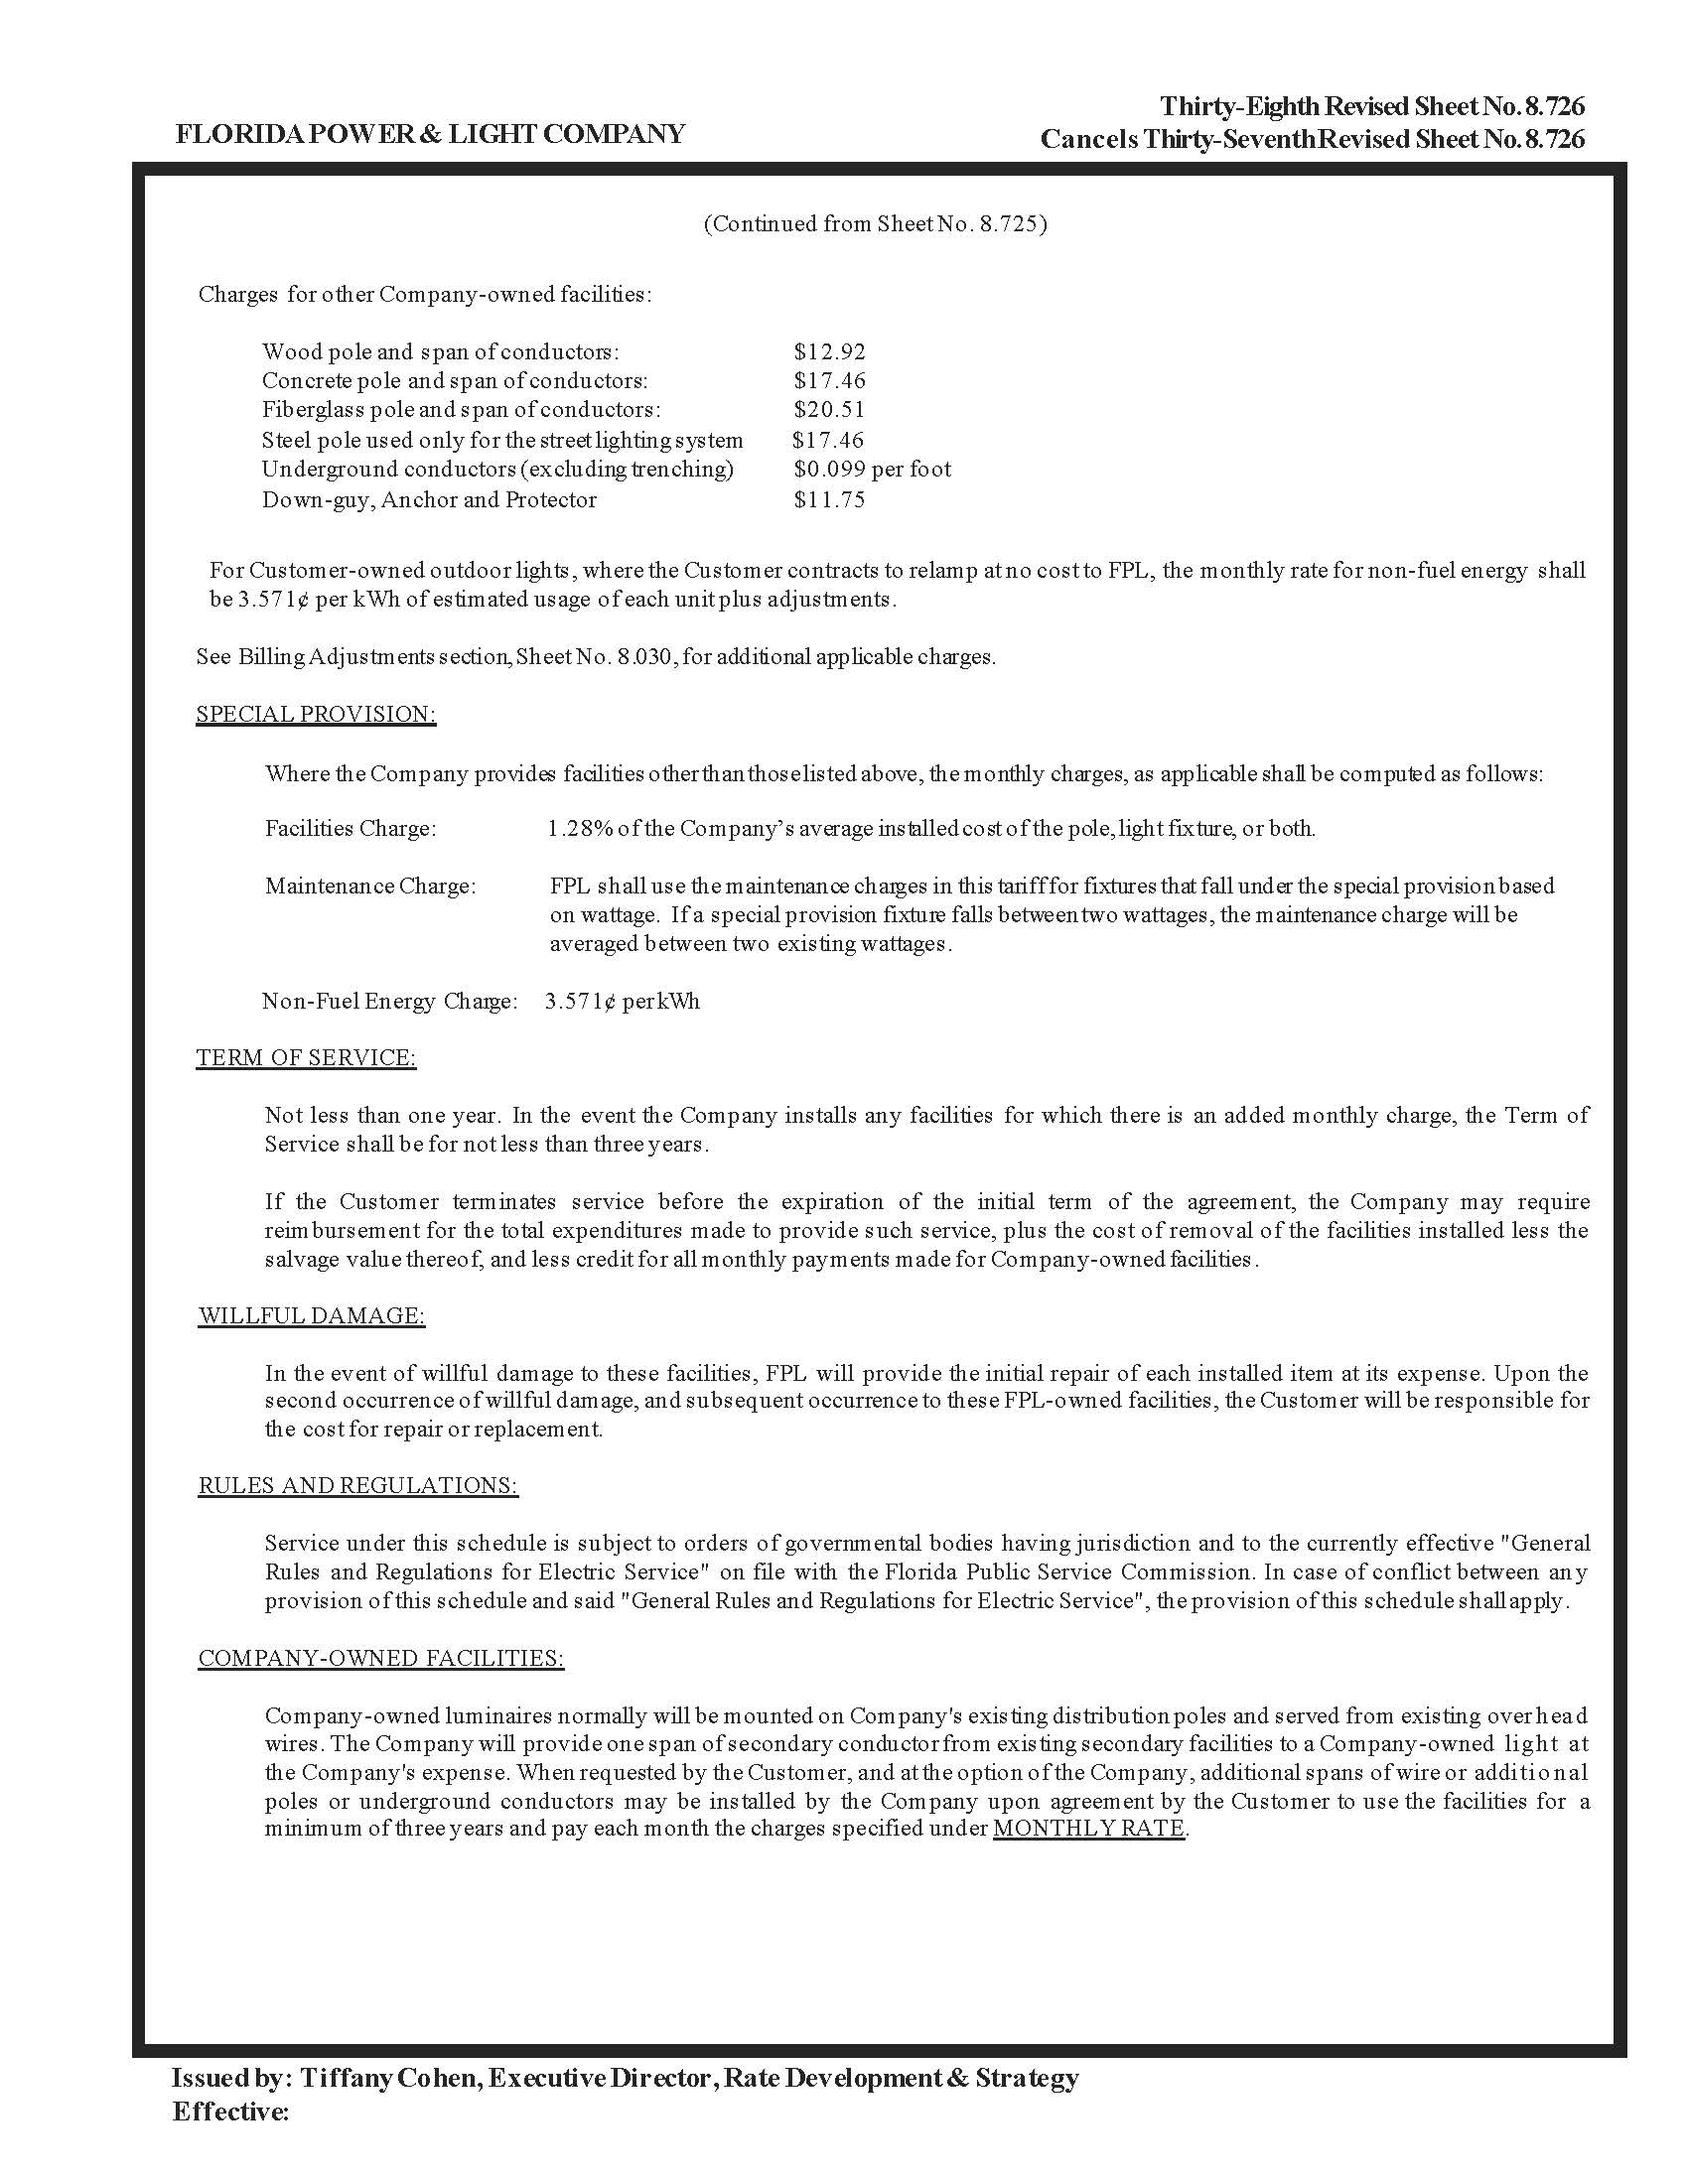 FLORIDA POWER & LIGHT COMPANY
Thirty-Eighth Revised Sheet No. 8.726
Cancels Thirty-Seventh Revised Sheet No. 8.726
(Continued from Sheet No. 8.725)
Charges for other Company-owned facilities:
Wood pole and span of conductors: $12.92
Concrete pole and span of conductors: $17.46
Fiberglass pole and span of conductors: $20.51
Steel pole used only for the street lighting system $17.46
Underground conductors (excluding trenching) $0.099 per foot
Down-guy, Anchor and Protector $11.75
For Customer-owned outdoor lights, where the Customer contracts to relamp at no cost to FPL, the monthly rate for non-fuel energy shall
be 3.571¢ per kWh of estimated usage of each unit plus adjustments.
See Billing Adjustments section, Sheet No. 8.030, for additional applicable charges.
SPECIAL PROVISION:
Where the Company provides facilities other than those listed above, the monthly charges, as applicable shall be computed as follows:
Facilities Charge: 1.28% of the Company's average installed cost of the pole, light fixture, or both.
Maintenance Charge: FPL shall use the maintenance charges in this tariff for fixtures that fall under the special provision based
on wattage. If a special provision fixture falls between two wattages, the maintenance charge will be
averaged between two existing wattages.
Non-Fuel Energy Charge: 3.571¢ per kWh
TERM OF SERVICE:
Not less than one year. In the event the Company installs any facilities for which there is an added monthly charge, the Term of
Service shall be for not less than three years.
If the Customer terminates service before the expiration of the initial term of the agreement, the Company may require
reimbursement for the total expenditures made to provide such service, plus the cost of removal of the facilities installed less the
salvage value thereof, and less credit for all monthly payments made for Company-owned facilities.
WILLFUL DAMAGE:
In the event of willful damage to these facilities, FPL will provide the initial repair of each installed item at its expense. Upon the
second occurrence of willful damage, and subsequent occurrence to these FPL-owned facilities, the Customer will be responsible for
the cost for repair or replacement.
RULES AND REGULATIONS:
Service under this schedule is subject to orders of governmental bodies having jurisdiction and to the currently effective "General
Rules and Regulations for Electric Service" on file with the Florida Public Service Commission. In case of conflict between any
provision of this schedule and said "General Rules and Regulations for Electric Service", the provision of this schedule shall apply.
COMPANY-OWNED FACILITIES:
Company-owned luminaires normally will be mounted on Company's existing distribution poles and served from existing overhead
wires. The Company will provide one span of secondary conductor from existing secondary facilities to a Company-owned light at
the Company's expense. When requested by the Customer, and at the option of the Company, additional spans of wire or additional
poles or underground conductors may be installed by the Company upon agreement by the Customer to use the facilities for a
minimum of three years and pay each month the charges specified under MONTHLY RATE.
Issued by: Tiffany Cohen, Executive Director, Rate Development & Strategy
Effective: